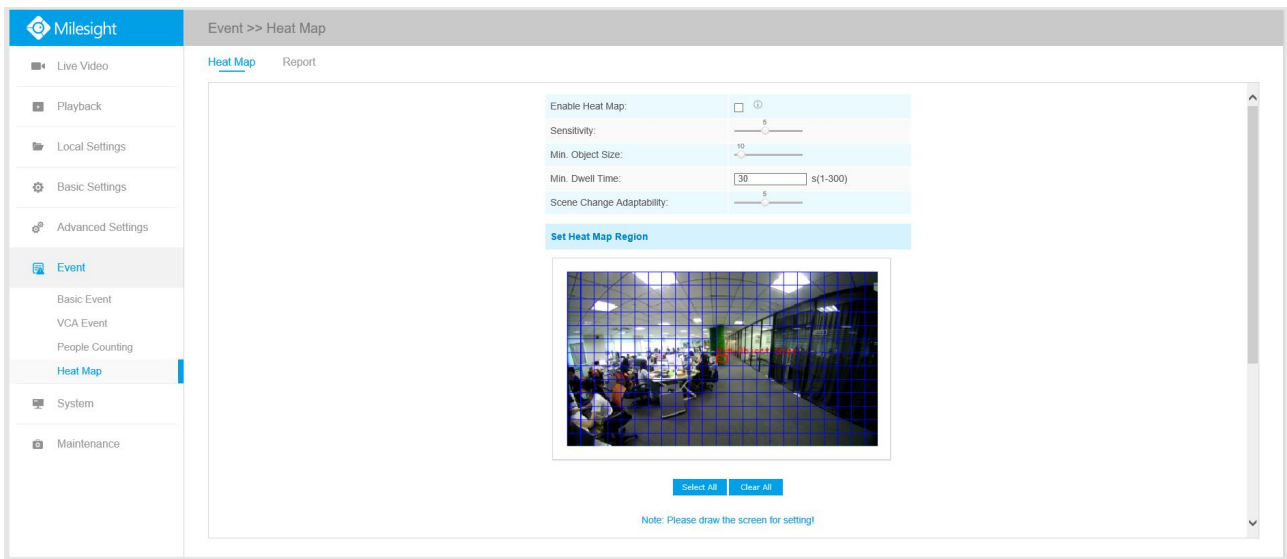 Milesight
Event >> Heat Map
Live Video
Playback
Local Settings
Basic Settings
Advanced Settings
Event
Basic Event
VCA Event
People Counting
Heat Map
System
Maintenance
Heat Map Report
Enable Heat Map:
Sensitivity: 5
Min. Object Size: 10
Min. Dwell Time: 30 s(1-300)
Scene Change Adaptability: 5
Set Heat Map Region
Select All Clear All
Note: Please draw the screen for setting!